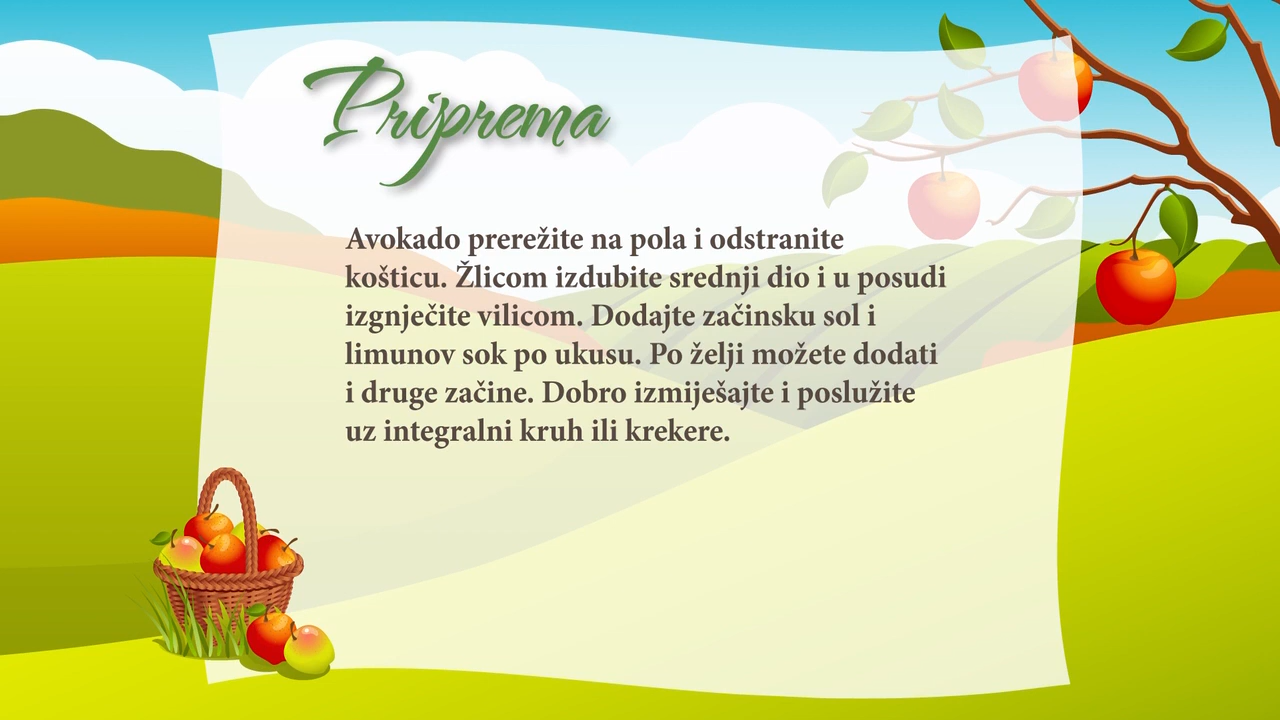 Priprema
Avokado prerežite na pola i odstranite
košticu. Žlicom izdubite srednji dio i u posudi
izgnječite vilicom. Dodajte začinsku sol i
limunov sok po ukusu. Po želji možete dodati
i druge začine. Dobro izmiješajte i poslužite
uz integralni kruh ili krekere.